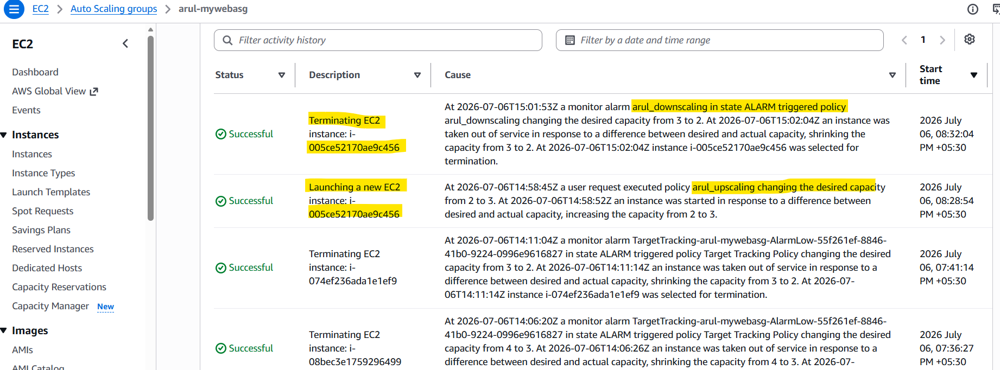 EC2 > Auto Scaling groups > arul-mywebasg
EC2
Dashboard
AWS Global View
Events
Instances
Instances
Instance Types
Launch Templates
Spot Requests
Savings Plans
Reserved Instances
Dedicated Hosts
Capacity Reservations
Capacity Manager New
Images
AMIs
AMI Catalog
Filter activity history
Filter by a date and time range
1
Status
Description
Cause
Start
time
Successful
Terminating EC2
instance: i-
005ce52170ae9c456
At 2026-07-06T15:01:53Z a monitor alarm arul_downscaling in state ALARM triggered policy
arul_downscaling changing the desired capacity from 3 to 2. At 2026-07-06T15:02:04Z an instance was
taken out of service in response to a difference between desired and actual capacity, shrinking the
capacity from 3 to 2. At 2026-07-06T15:02:04Z instance i-005ce52170ae9c456 was selected for
termination.
2026 July
06, 08:32:04
PM +05:30
Successful
Launching a new EC2
instance: i-
005ce52170ae9c456
At 2026-07-06T14:58:45Z a user request executed policy arul_upscaling changing the desired capacity
from 2 to 3. At 2026-07-06T14:58:52Z an instance was started in response to a difference between
desired and actual capacity, increasing the capacity from 2 to 3.
2026 July
06, 08:28:54
PM +05:30
Successful
Terminating EC2
instance: i-
074ef236ada1e1ef9
At 2026-07-06T14:11:04Z a monitor alarm TargetTracking-arul-mywebasg-AlarmLow-55f261ef-8846-
41b0-9224-0996e9616827 in state ALARM triggered policy Target Tracking Policy changing the desired
capacity from 3 to 2. At 2026-07-06T14:11:14Z an instance was taken out of service in response to a
difference between desired and actual capacity, shrinking the capacity from 3 to 2. At 2026-07-
06T14:11:14Z instance i-074ef236ada1e1ef9 was selected for termination.
2026 July
06, 07:41:14
PM +05:30
Successful
Terminating EC2
instance: i-
08bec3e1759296499
At 2026-07-06T14:06:20Z a monitor alarm TargetTracking-arul-mywebasg-AlarmLow-55f261ef-8846-
41b0-9224-0996e9616827 in state ALARM triggered policy Target Tracking Policy changing the desired
capacity from 4 to 3. At 2026-07-06T14:06:26Z an instance was taken out of service in response to a
difference between desired and actual capacity, shrinking the capacity from 4 to 3. At 2026-07-
2026 July
06, 07:36:27
PM +05:30